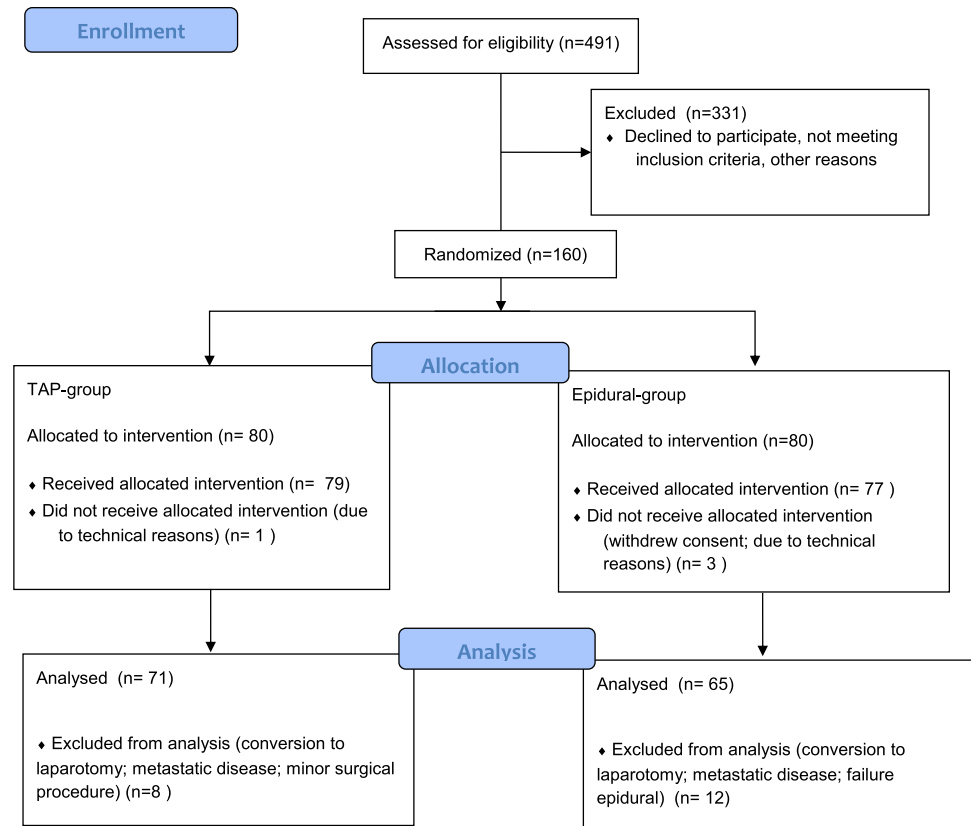 Enrollment
Assessed for eligibility (n=491)
Excluded (n=331)
♦ Declined to participate, not meeting
inclusion criteria, other reasons
Randomized (n=160)
Allocation
TAP-group
Allocated to intervention (n= 80)
♦ Received allocated intervention (n= 79)
♦ Did not receive allocated intervention (due
to technical reasons) (n= 1 )
Epidural-group
Allocated to intervention (n=80)
♦ Received allocated intervention (n= 77 )
♦ Did not receive allocated intervention
(withdrew consent; due to technical
reasons) (n= 3 )
Analysis
Analysed (n= 71)
♦ Excluded from analysis (conversion to
laparotomy; metastatic disease; minor surgical
procedure) (n=8 )
Analysed (n= 65)
♦ Excluded from analysis (conversion to
laparotomy; metastatic disease; failure
epidural) (n= 12)